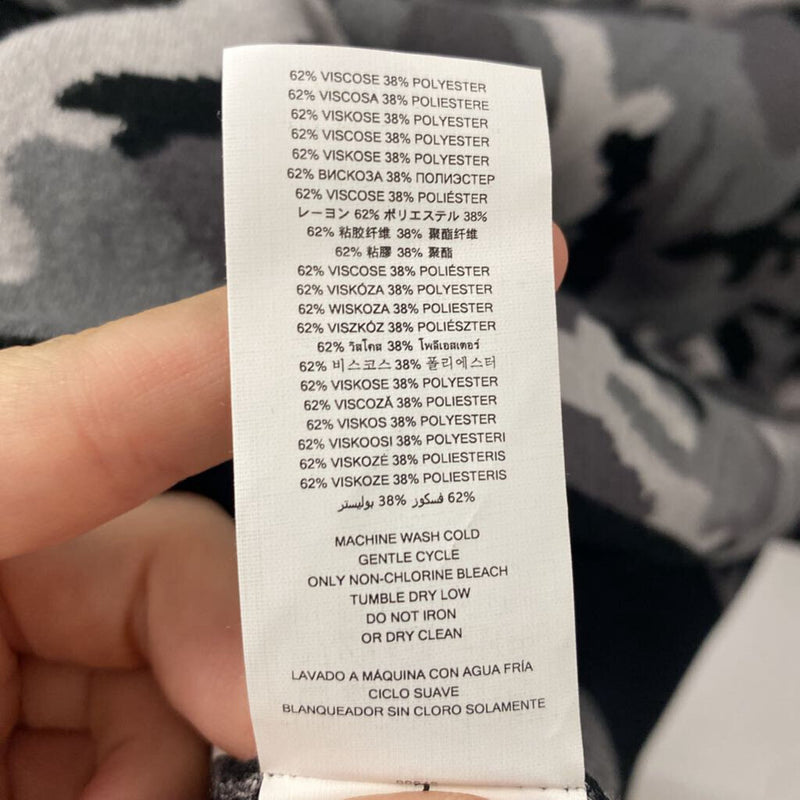 62% VISCOSE 38% POLYESTER
62% VISCOSA 38% POLIESTERE
62% VISKOSE 38% POLYESTER
62% VISCOSE 38% POLYESTER
62% VISKOSE 38% POLYESTER
62% ВИСКОЗА 38% ПОЛИЭСТЕР
62% VISCOSE 38% POLIÉSTER
レーヨン 62% ポリエステル 38%
62% 粘胶纤维 38% 聚酯纤维
62% 粘膠 38% 聚酯
62% VISCOSE 38% POLIÉSTER
62% VISKÓZA 38% POLYESTER
62% WISKOZA 38% POLIESTER
62% VISZKÓZ 38% POLIÉSZTER
62% วิสโคส 38% โพลีเอสเตอร์
62% 비스코스 38% 폴리에스터
62% VISKOSE 38% POLYESTER
62% VISCOZĂ 38% POLIESTER
62% VISKOS 38% POLYESTER
62% VISKOOSI 38% POLYESTERI
62% VISKOZĖ 38% POLIESTERIS
62% VISKOZE 38% POLIESTERIS
62% فسكوز 38% بوليستر
MACHINE WASH COLD
GENTLE CYCLE
ONLY NON-CHLORINE BLEACH
TUMBLE DRY LOW
DO NOT IRON
OR DRY CLEAN
LAVADO A MÁQUINA CON AGUA FRÍA
CICLO SUAVE
BLANQUEADOR SIN CLORO SOLAMENTE